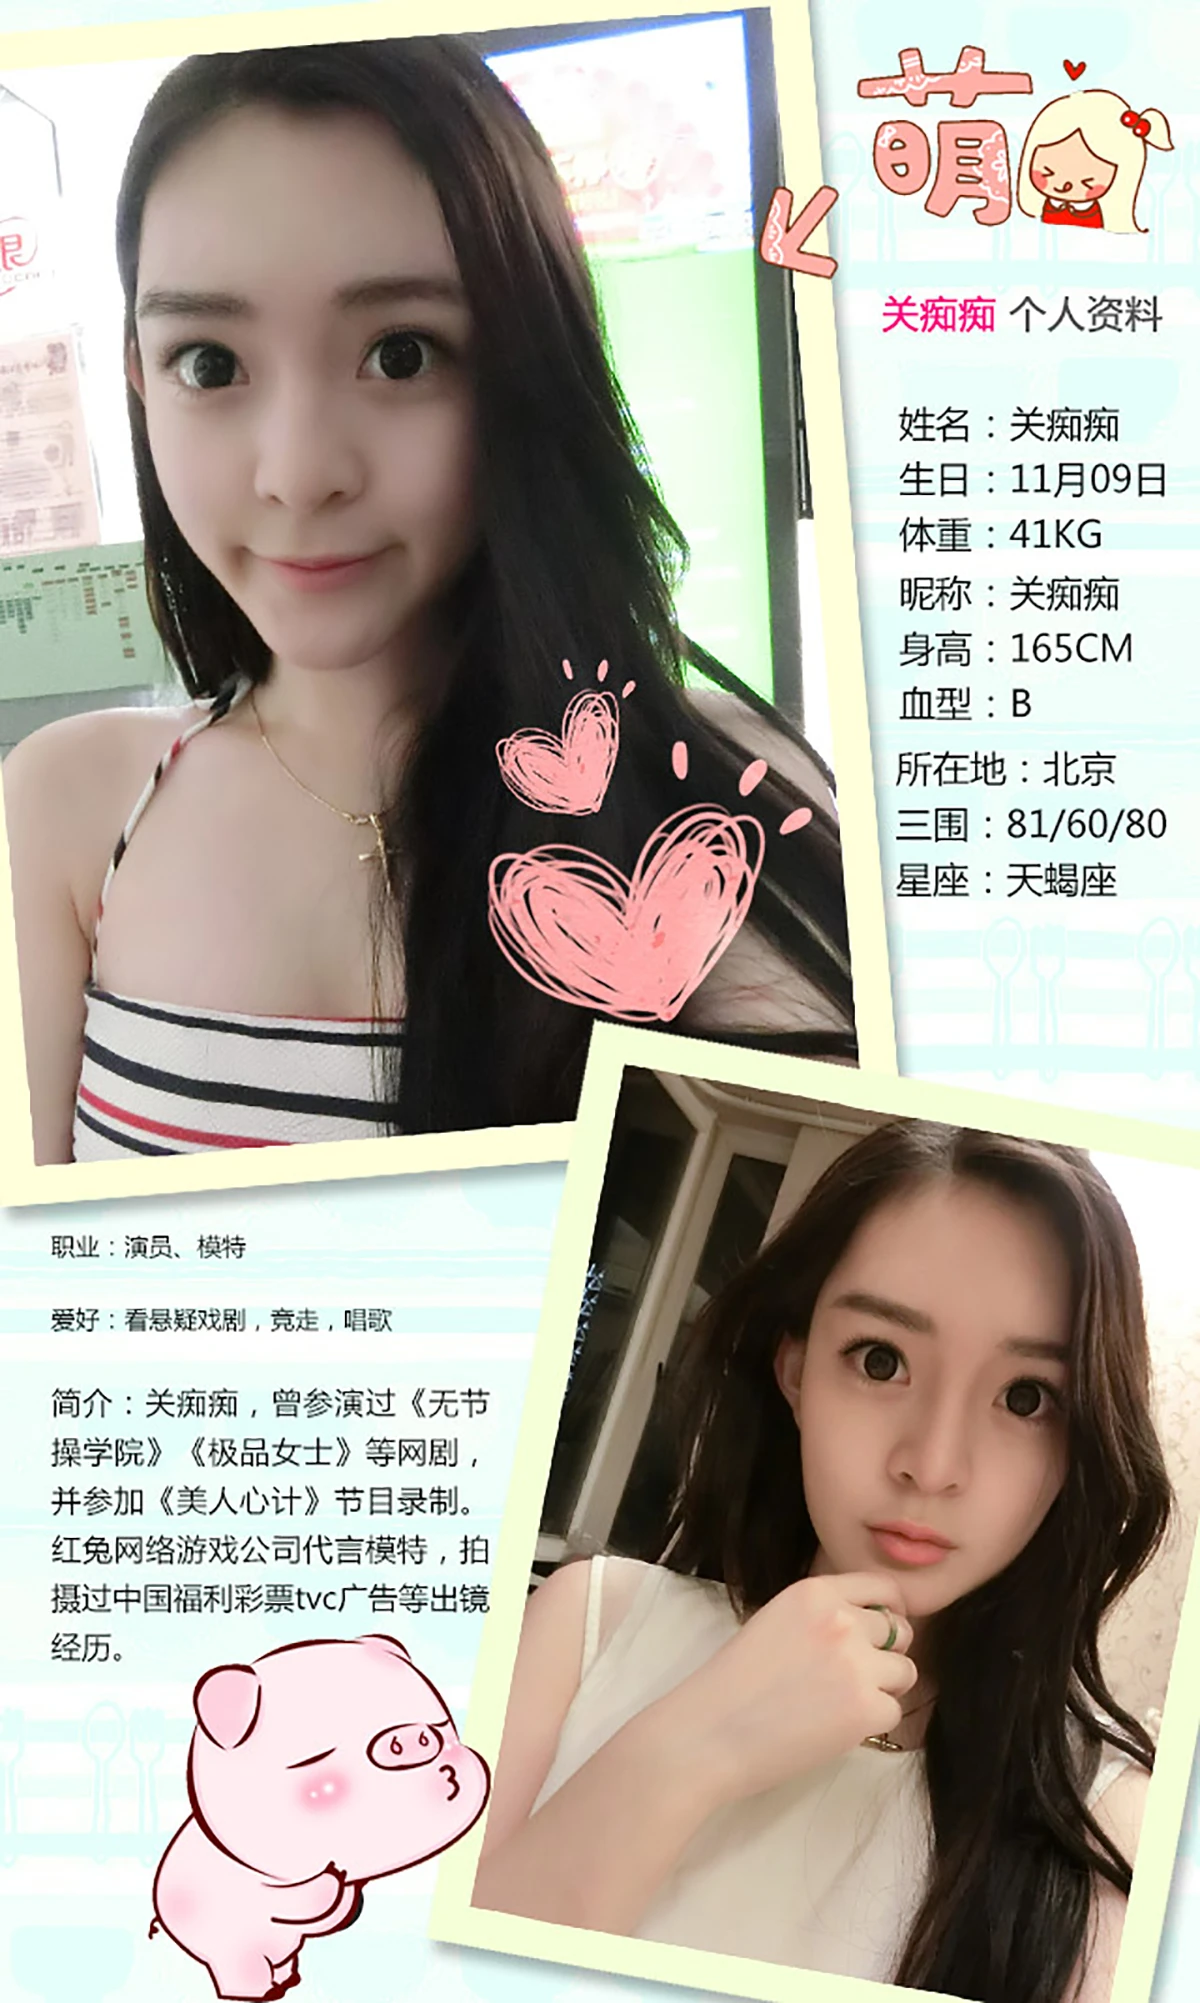 萌
关痴痴 个人资料
姓名：关痴痴
生日：11月09日
体重：41KG
昵称：关痴痴
身高：165CM
血型：B
所在地：北京
三围：81/60/80
星座：天蝎座
职业：演员、模特
爱好：看悬疑戏剧，竞走，唱歌
简介：关痴痴，曾参演过《无节
操学院》《极品女士》等网剧，
并参加《美人心计》节目录制。
红兔网络游戏公司代言模特，拍
摄过中国福利彩票tvc广告等出镜
经历。